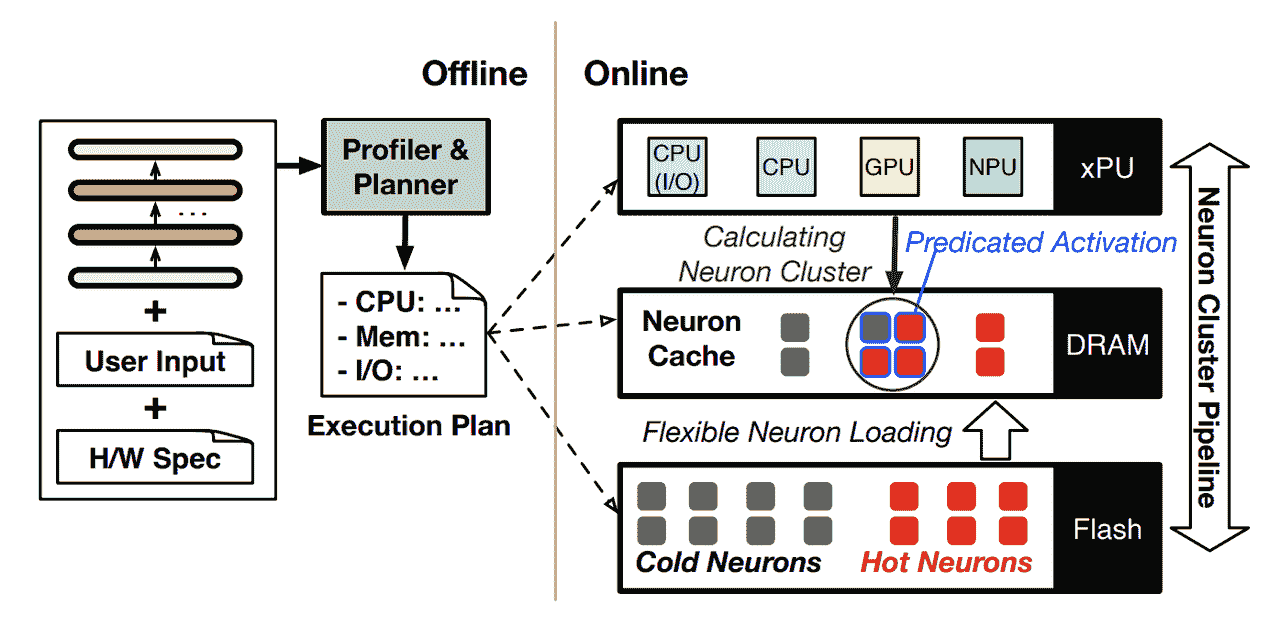 Offline
Online
Profiler &
Planner
- CPU: ...
- Mem: ...
- I/O: ...
Execution Plan
...
+
User Input
+
H/W Spec
CPU
(I/O)
CPU
GPU
NPU
xPU
Calculating
Neuron Cluster
Predicated Activation
Neuron
Cache
DRAM
Flexible Neuron Loading
Cold Neurons
Hot Neurons
Flash
Neuron Cluster Pipeline